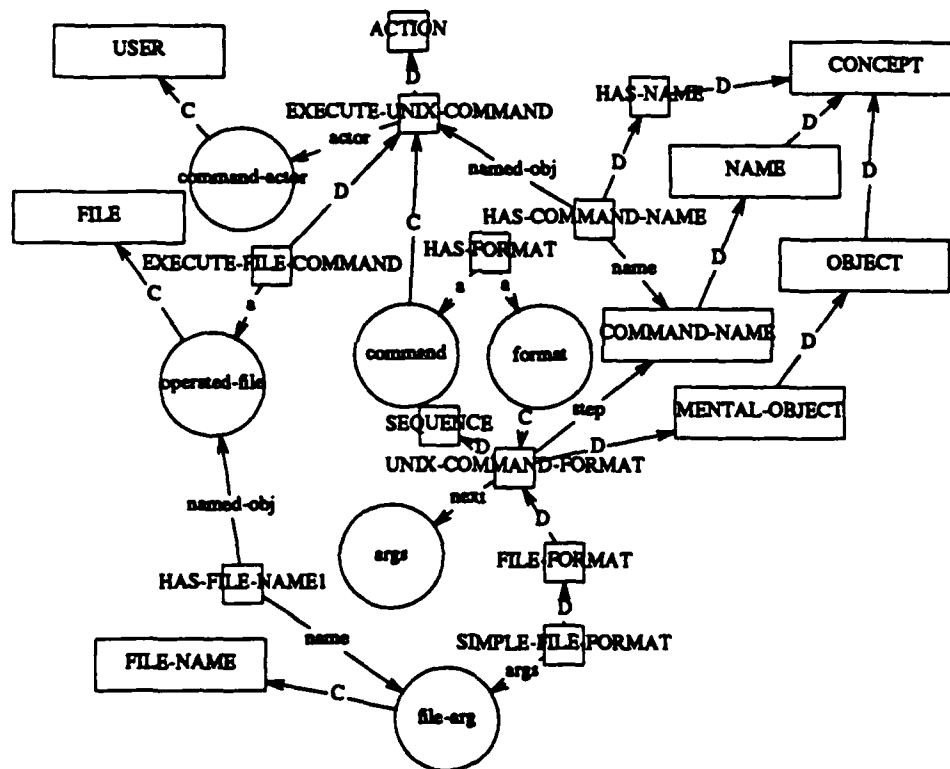 ACTION
USER
CONCEPT
D
D
HAS-NAME
C
EXECUTE-UNIX-COMMAND
actor
D
D
named-obj
D
NAME
command-actor
D
FILE
C
HAS-COMMAND-NAME
HAS-FORMAT
D
EXECUTE-FILE-COMMAND
name
OBJECT
C
a
a
a
COMMAND-NAME
D
command
format
operated-file
step
MENTAL-OBJECT
SEQUENCE
C
D
D
UNIX-COMMAND-FORMAT
next
named-obj
D
args
FILE-FORMAT
HAS-FILE-NAME1
D
name
SIMPLE-FILE-FORMAT
FILE-NAME
args
C
file-arg